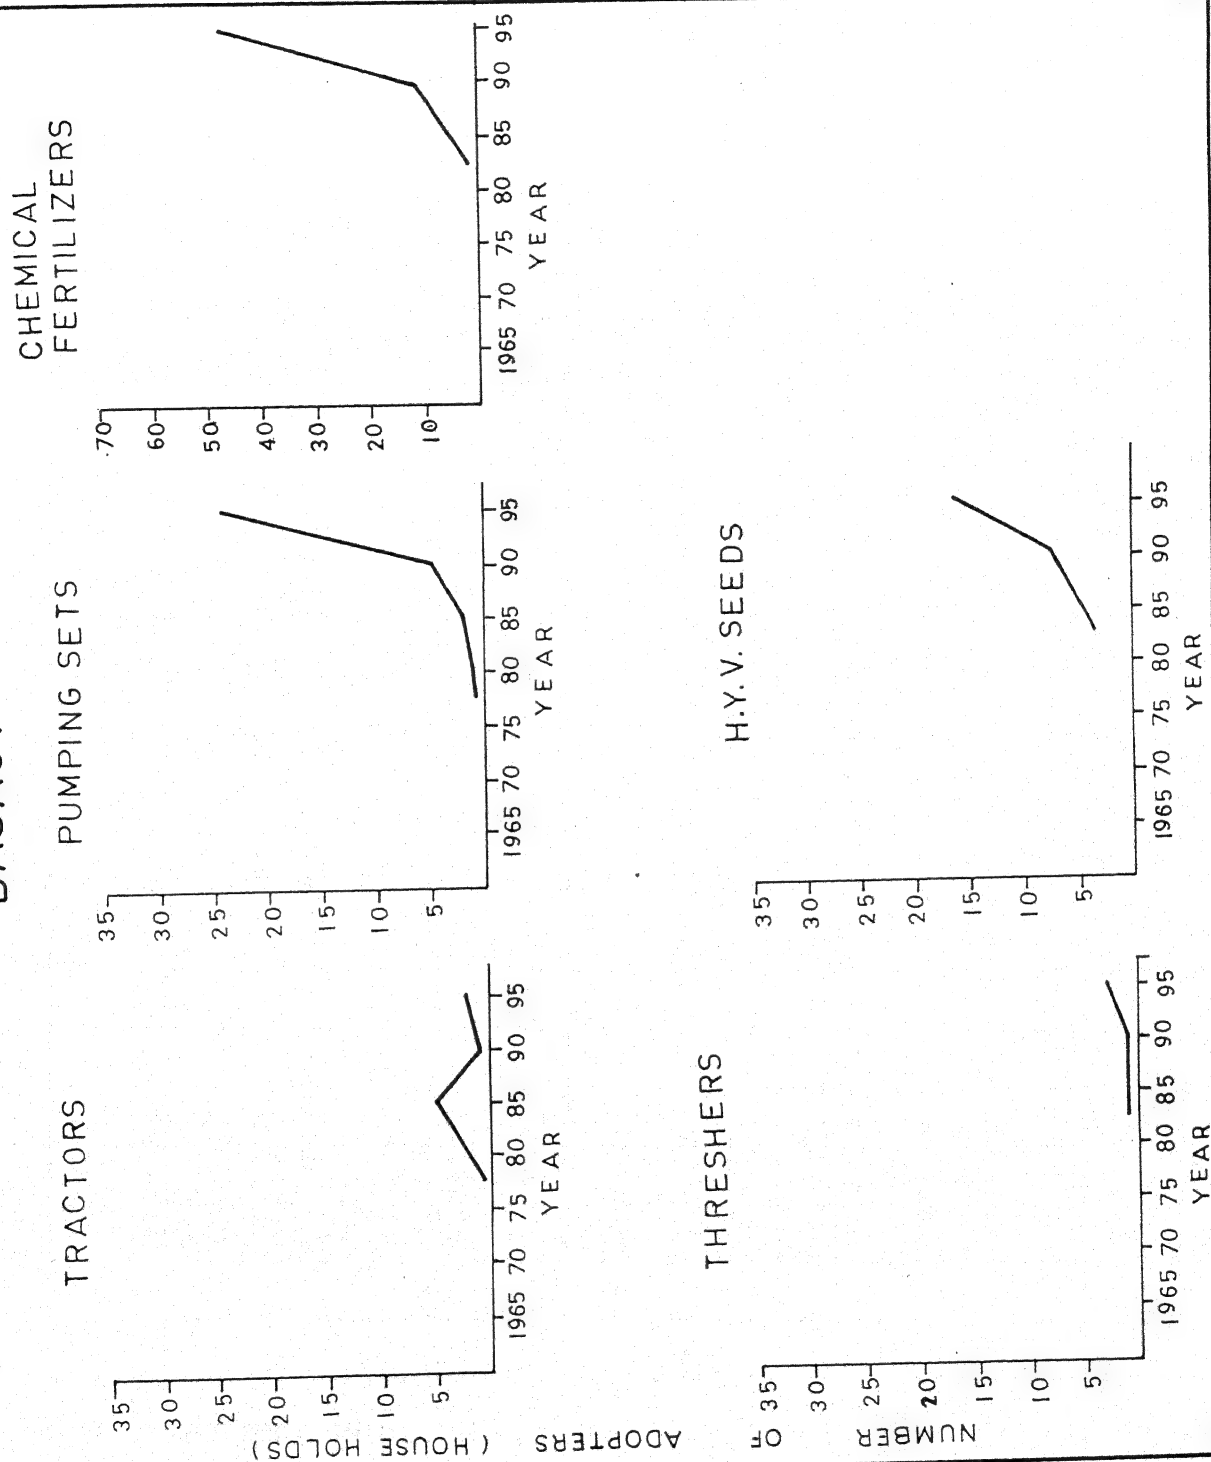 TRACTORS
35
30
25
20
15
10
5
1965 70 75 80 85 90 95
YEAR
PUMPING SETS
35
30
25
20
15
10
5
1965 70 75 80 85 90 95
YEAR
CHEMICAL
FERTILIZERS
70
60
50
40
30
20
10
1965 70 75 80 85 90 95
YEAR
NUMBER OF ADOPTERS (HOUSE HOLDS)
THRESHERS
35
30
25
20
15
10
5
1965 70 75 80 85 90 95
YEAR
H.Y.V. SEEDS
35
30
25
20
15
10
5
1965 70 75 80 85 90 95
YEAR